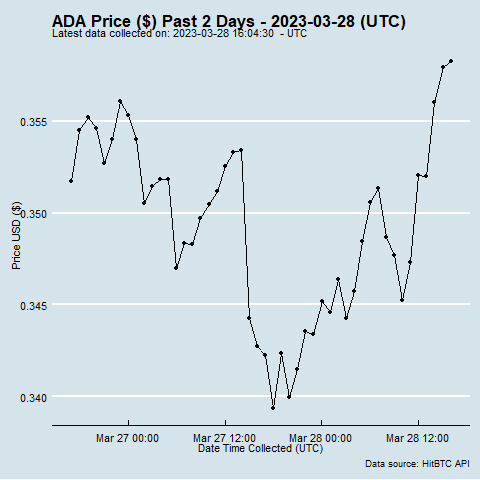 ADA Price ($) Past 2 Days - 2023-03-28 (UTC)
Latest data collected on: 2023-03-28 16:04:30 - UTC
Price USD ($)
0.355
0.350
0.345
0.340
Mar 27 00:00 Mar 27 12:00 Mar 28 00:00 Mar 28 12:00
Date Time Collected (UTC)
Data source: HitBTC API